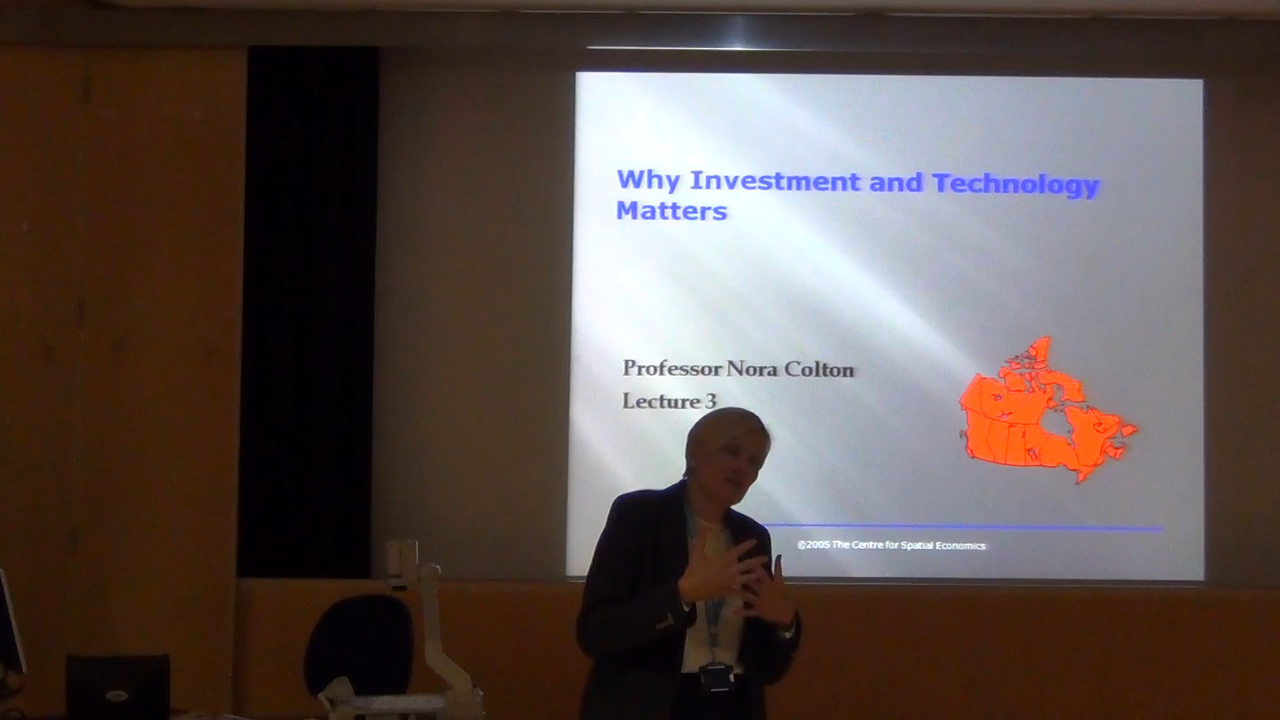 Why Investment and Technology
Matters
Professor Nora Colton
Lecture 3
©2005 The Centre for Spatial Economics